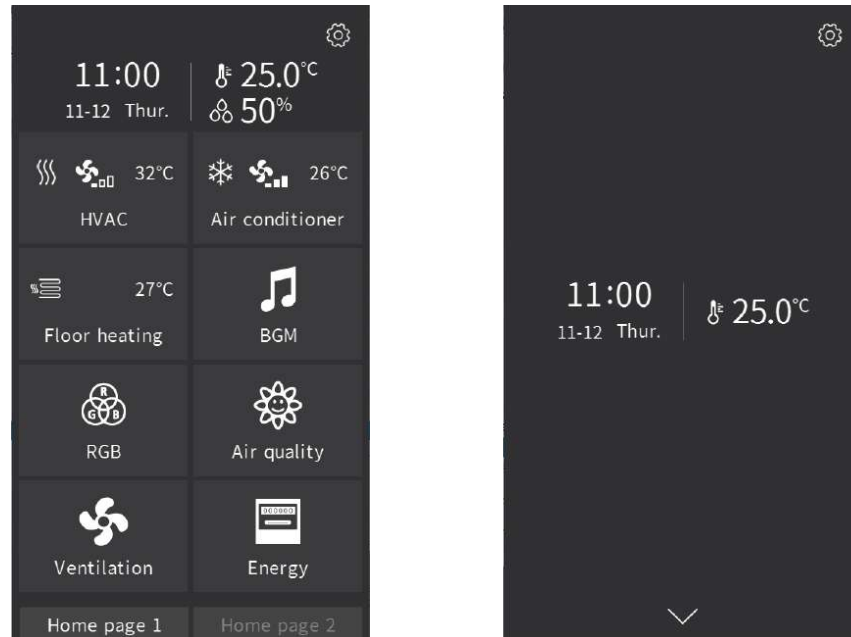 11:00
25.0°C
11-12 Thur.
50%
32°C
26°C
HVAC
Air conditioner
27°C
Floor heating
BGM
R
G B
RGB
Air quality
000000
Ventilation
Energy
Home page 1
Home page 2
11:00
11-12 Thur.
25.0°C